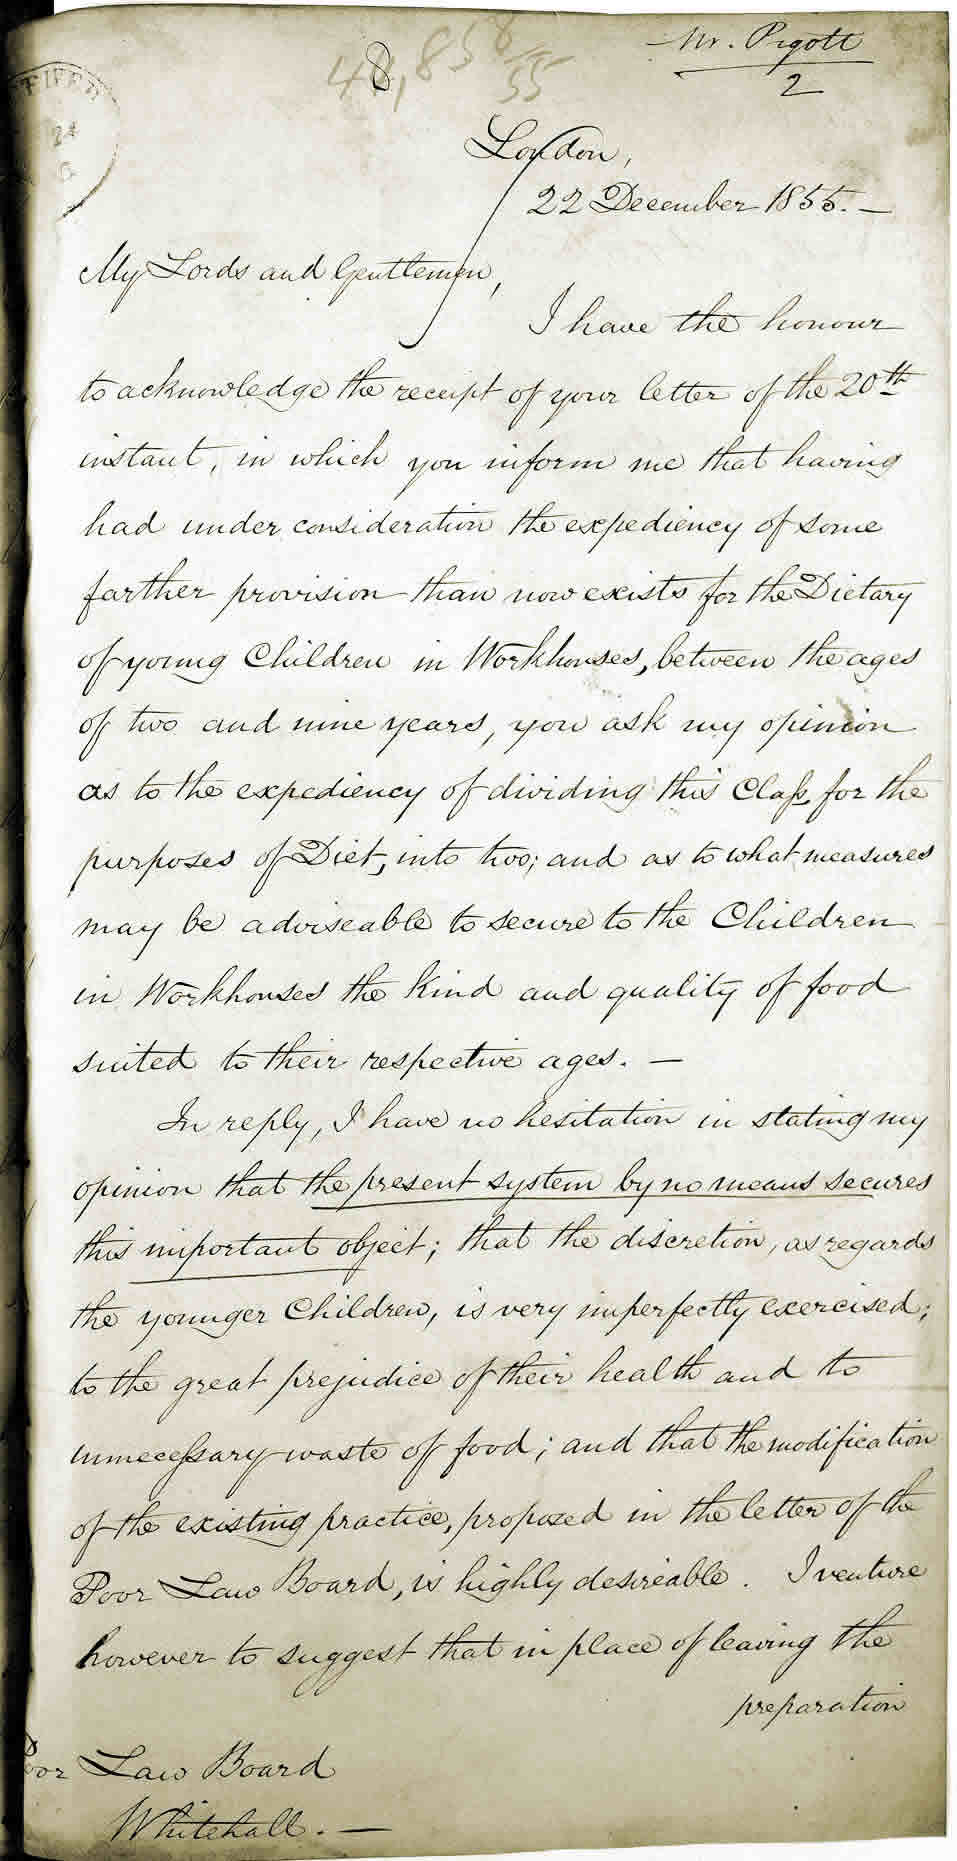 48,858
55
Mr. Pigott
2
24
London,
22 December 1855. —
My Lords and Gentlemen,
I have the honour
to acknowledge the receipt of your letter of the 20th
instant, in which you inform me that having
had under consideration the expediency of some
farther provision than now exists for the Dietary
of young Children in Workhouses, between the ages
of two and nine years, you ask my opinion
as to the expediency of dividing this Claſs, for the
purposes of Diet, into two; and as to what measures
may be adviseable to secure to the Children
in Workhouses the kind and quality of food
suited to their respective ages. —
In reply, I have no hesitation in stating my
opinion that the present system by no means secures
this important object; that the discretion, as regards
the younger Children, is very imperfectly exercised;
to the great prejudice of their health and to
unneceſsary waste of food; and that the modification
of the existing practice, proposed in the letter of the
Poor Law Board, is highly desireable. I venture
however to suggest that in place of leaving the
preparation
Poor Law Board
Whitehall. —